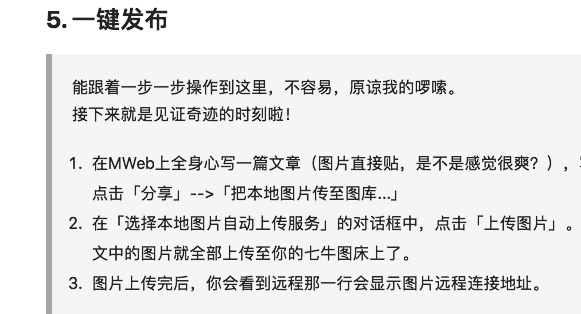 5. 一键发布
能跟着一步一步操作到这里，不容易，原谅我的啰嗦。
接下来就是见证奇迹的时刻啦！
1. 在MWeb上全身心写一篇文章（图片直接贴，是不是感觉很爽？），
点击「分享」-->「把本地图片传至图库...」
2. 在「选择本地图片自动上传服务」的对话框中，点击「上传图片」。
文中的图片就全部上传至你的七牛图床上了。
3. 图片上传完后，你会看到远程那一行会显示图片远程连接地址。